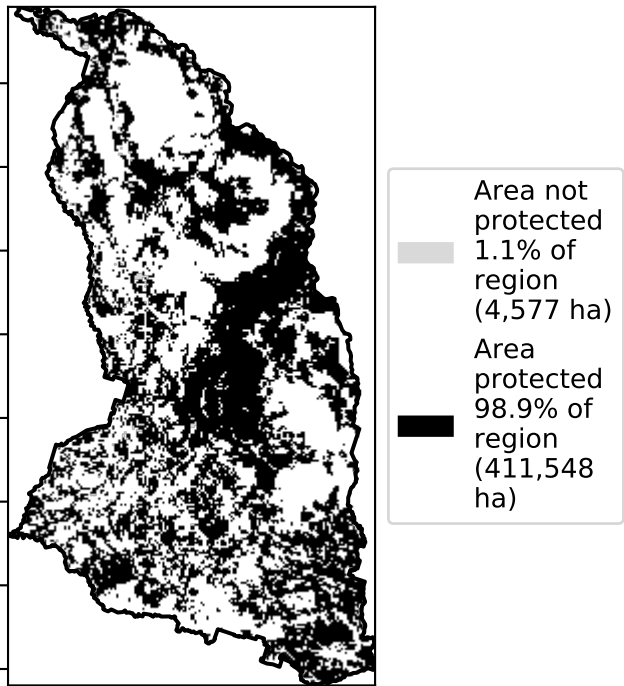 Area not
protected
1.1% of
region
(4,577 ha)
Area
protected
98.9% of
region
(411,548
ha)